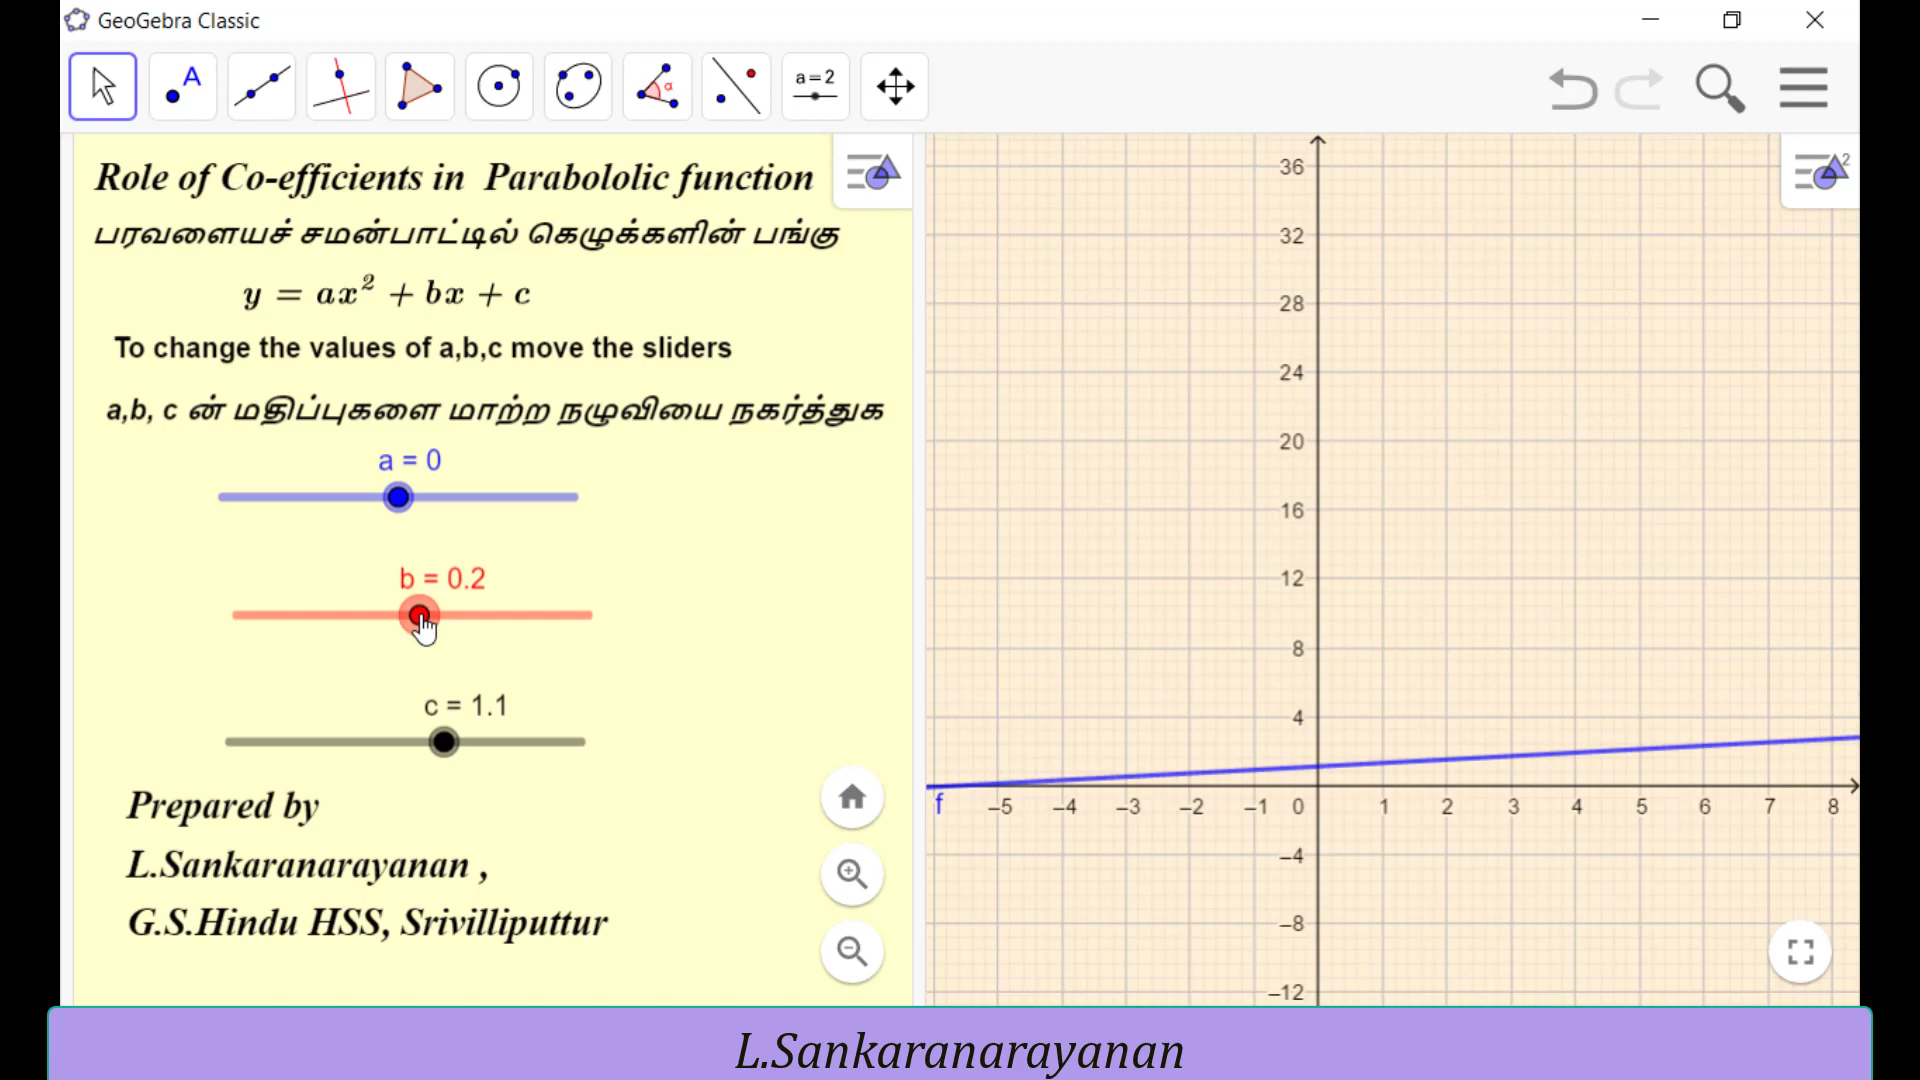 GeoGebra Classic
A
α
a = 2
Role of Co-efficients in Parabololic function
பரவளையச் சமன்பாட்டில் கெழுக்களின் பங்கு
y = ax² + bx + c
To change the values of a,b,c move the sliders
a,b, c ன் மதிப்புகளை மாற்ற நழுவியை நகர்த்துக
a = 0
b = 0.2
c = 1.1
Prepared by
L.Sankaranarayanan ,
G.S.Hindu HSS, Srivilliputtur
2
36
32
28
24
20
16
12
8
4
f –5 –4 –3 –2 –1 0 1 2 3 4 5 6 7 8
–4
–8
–12
L.Sankaranarayanan